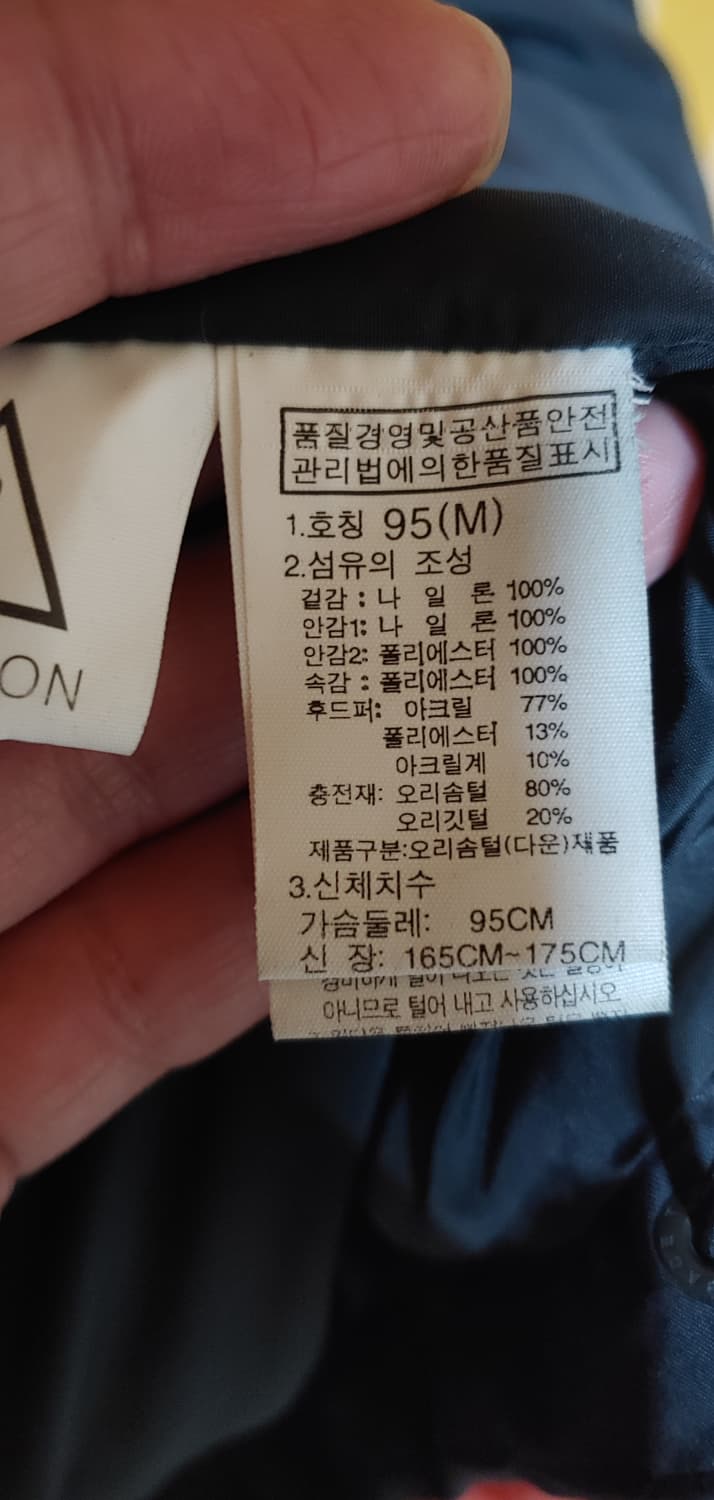 품질경영및공산품안전
관리법에의한품질표시
1.호칭 95(M)
2.섬유의 조성
겉감 : 나 일 론 100%
안감1: 나 일 론 100%
안감2: 폴리에스터 100%
속감 : 폴리에스터 100%
후드퍼: 아크릴 77%
폴리에스터 13%
아크릴계 10%
충전재: 오리솜털 80%
오리깃털 20%
제품구분:오리솜털(다운)제품
3.신체치수
가슴둘레: 95CM
신 장: 165CM~175CM
아니므로 털어 내고 사용하십시오
ON